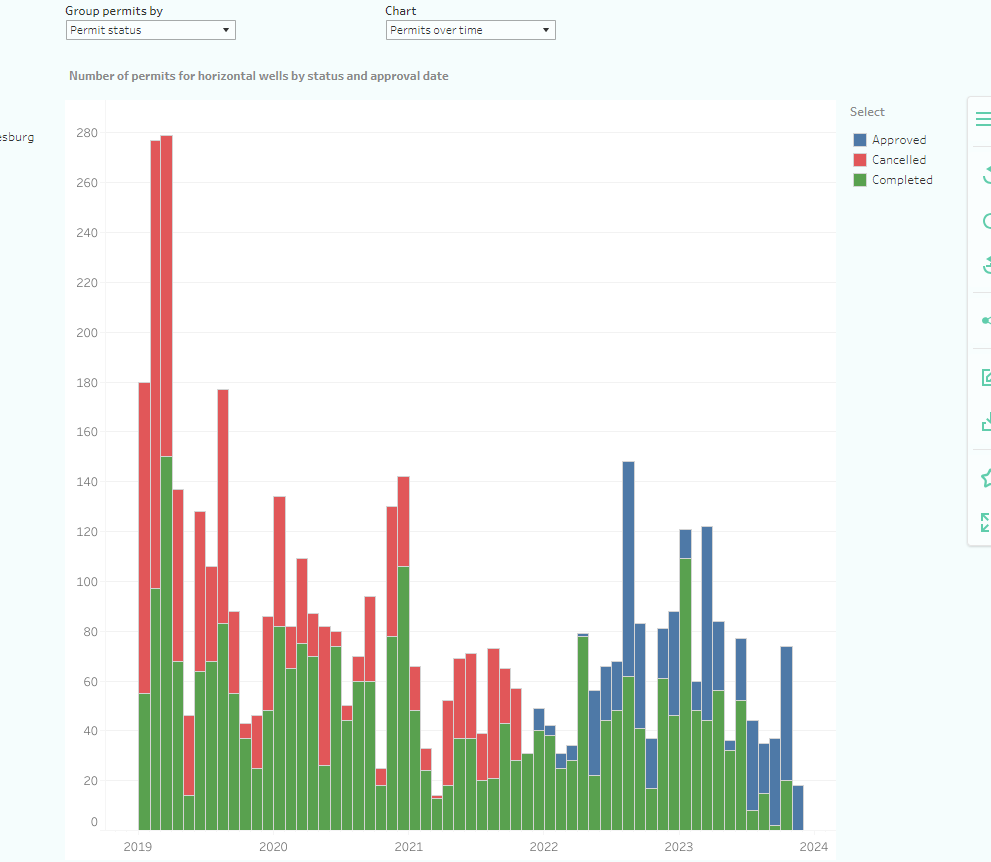 Group permits by
Permit status
Chart
Permits over time
Number of permits for horizontal wells by status and approval date
esburg
280
260
240
220
200
180
160
140
120
100
80
60
40
20
0
2019 2020 2021 2022 2023 2024
Select
Approved
Cancelled
Completed